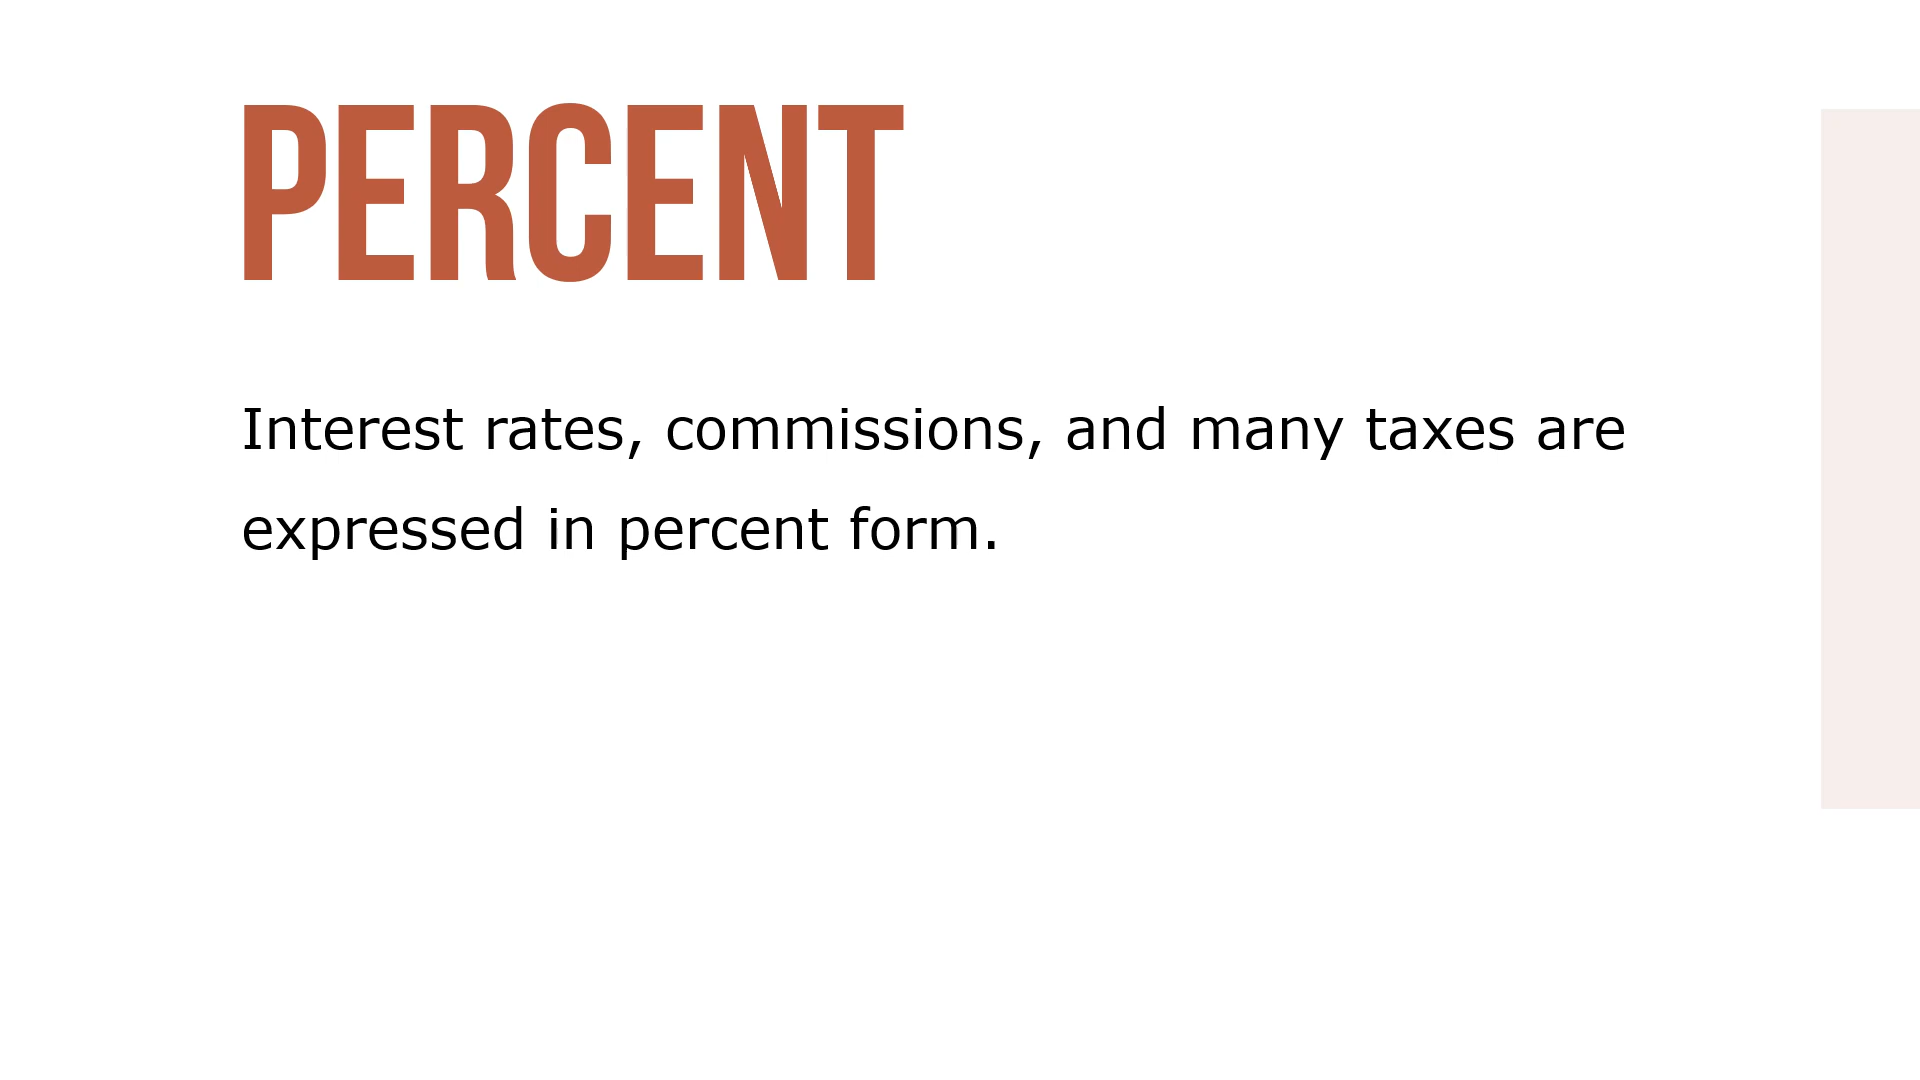 PERCENT
Interest rates, commissions, and many taxes are
expressed in percent form.